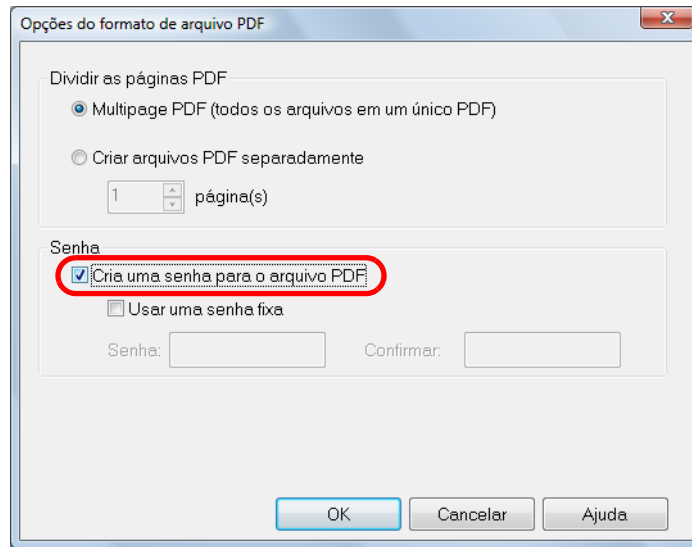 Opções do formato de arquivo PDF
Dividir as páginas PDF
Multipage PDF (todos os arquivos em um único PDF)
Criar arquivos PDF separadamente
1 página(s)
Senha
Cria uma senha para o arquivo PDF
Usar uma senha fixa
Senha: Confirmar:
OK Cancelar Ajuda